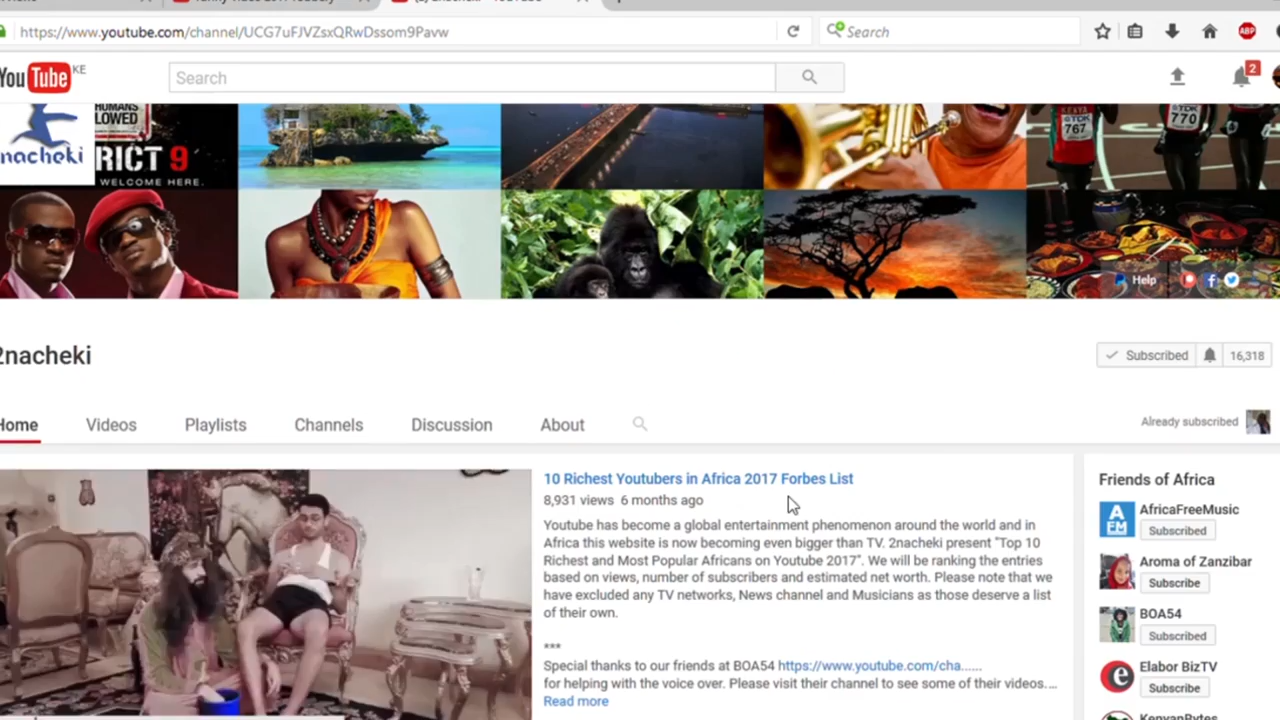 https://www.youtube.com/channel/UCG7uFJVZsxQRwDssom9Pavw
Search
ABP
YouTube KE
Search
2
HUMANS
LOWED
nacheki
RICT 9
WELCOME HERE.
KENYA
TDK
767
TDK
770
Help
2nacheki
Subscribed
16,318
Home
Videos
Playlists
Channels
Discussion
About
Already subscribed
10 Richest Youtubers in Africa 2017 Forbes List
8,931 views 6 months ago
Youtube has become a global entertainment phenomenon around the world and in
Africa this website is now becoming even bigger than TV. 2nacheki present "Top 10
Richest and Most Popular Africans on Youtube 2017". We will be ranking the entries
based on views, number of subscribers and estimated net worth. Please note that we
have excluded any TV networks, News channel and Musicians as those deserve a list
of their own.
***
Special thanks to our friends at BOA54 https://www.youtube.com/cha......
for helping with the voice over. Please visit their channel to see some of their videos....
Read more
Friends of Africa
AFM
AfricaFreeMusic
Subscribed
Aroma of Zanzibar
Subscribe
BOA54
Subscribed
e
Elabor BizTV
Subscribe
KenyanBytes